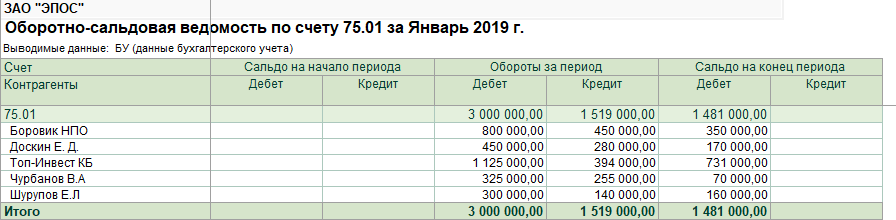 ЗАО "ЭПОС"
Оборотно-сальдовая ведомость по счету 75.01 за Январь 2019 г.
Выводимые данные: БУ (данные бухгалтерского учета)
Счет Сальдо на начало периода Обороты за период Сальдо на конец периода
Контрагенты Дебет Кредит Дебет Кредит Дебет Кредит
75.01 3 000 000,00 1 519 000,00 1 481 000,00
Боровик НПО 800 000,00 450 000,00 350 000,00
Доскин Е. Д. 450 000,00 280 000,00 170 000,00
Топ-Инвест КБ 1 125 000,00 394 000,00 731 000,00
Чурбанов В.А 325 000,00 255 000,00 70 000,00
Шурупов Е.Л 300 000,00 140 000,00 160 000,00
Итого 3 000 000,00 1 519 000,00 1 481 000,00